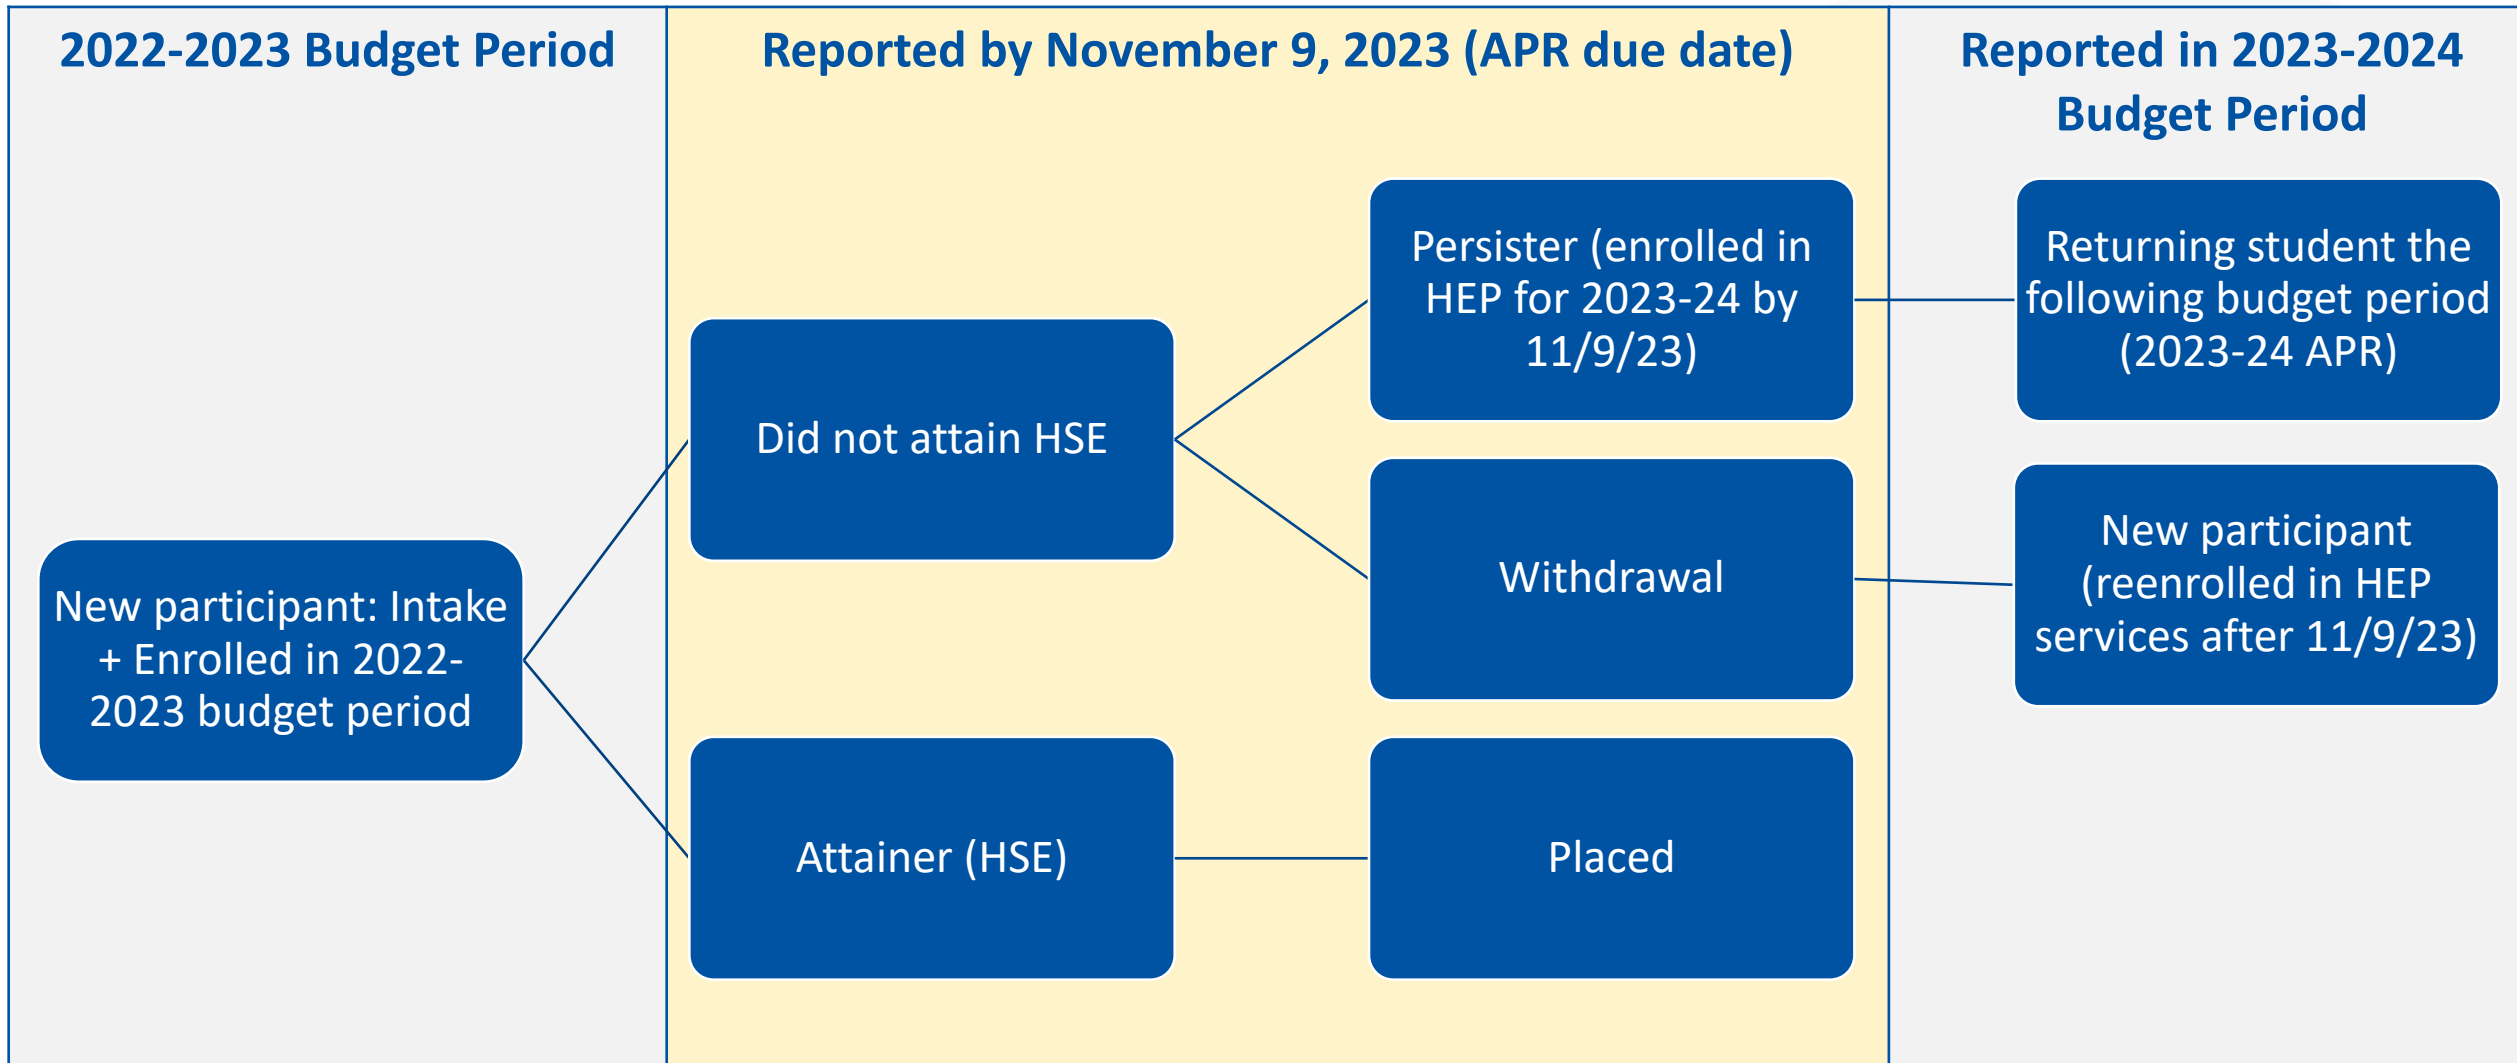 2022-2023 Budget Period
Reported by November 9, 2023 (APR due date)
Reported in 2023-2024
Budget Period
New participant: Intake
+ Enrolled in 2022-
2023 budget period
Did not attain HSE
Attainer (HSE)
Persister (enrolled in
HEP for 2023-24 by
11/9/23)
Withdrawal
Placed
Returning student the
following budget period
(2023-24 APR)
New participant
(reenrolled in HEP
services after 11/9/23)